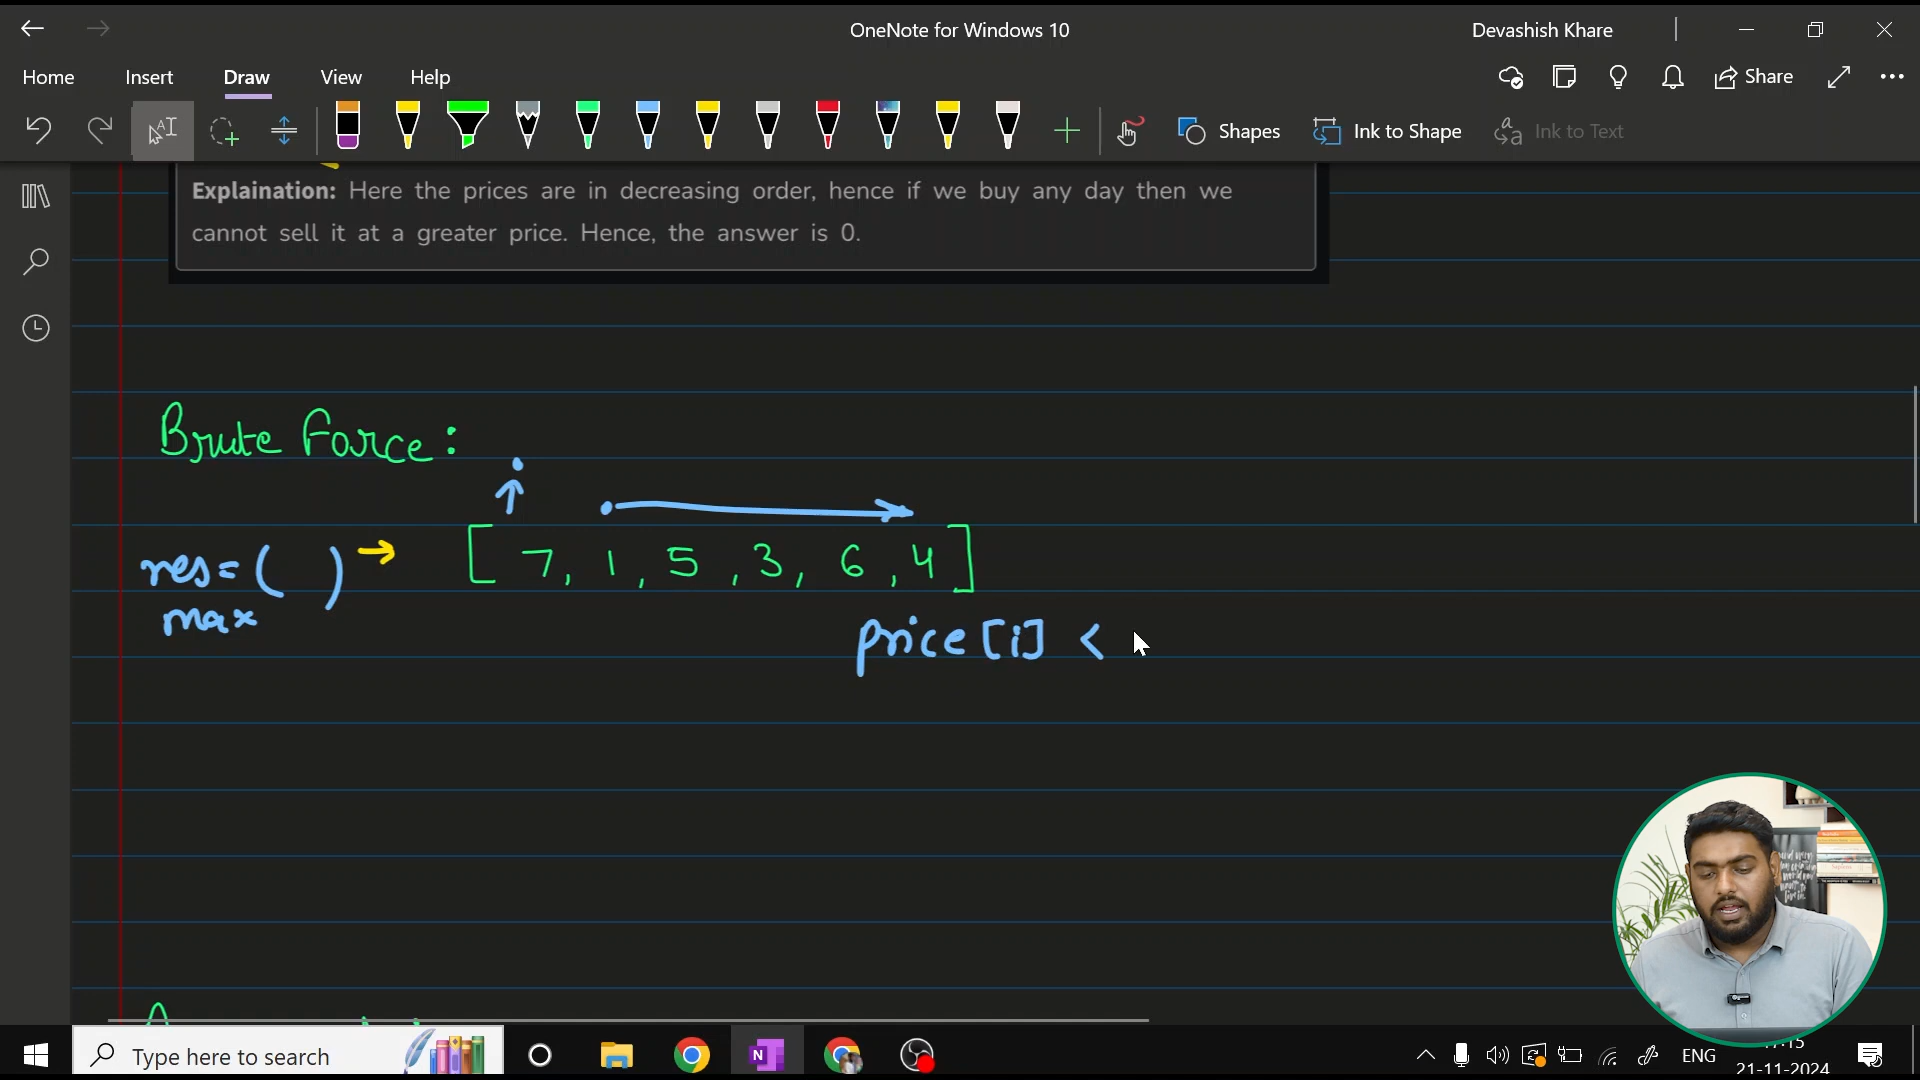 OneNote for Windows 10
Devashish Khare
Home Insert Draw View Help
Share
Shapes Ink to Shape Ink to Text
Explaination: Here the prices are in decreasing order, hence if we buy any day then we
cannot sell it at a greater price. Hence, the answer is 0.
Brute Force:
res = ( ) → [ 7, 1, 5, 3, 6, 4 ]
max
price[i] <
Type here to search
ENG
21-11-2024